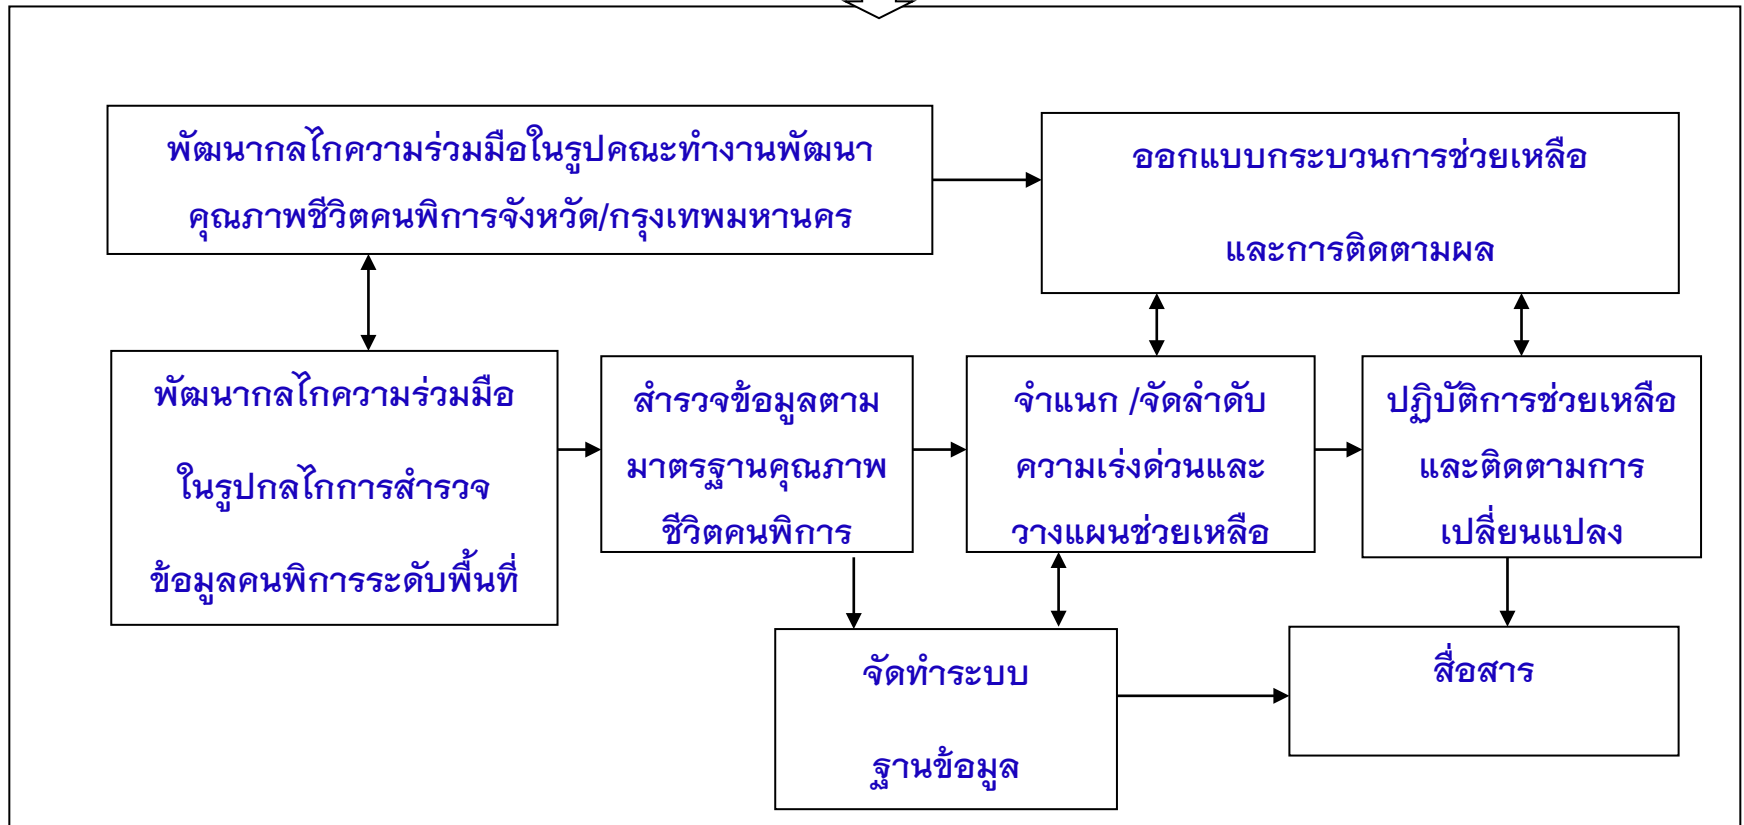 พัฒนากลไกความร่วมมือในรูปคณะทำงานพัฒนา
คุณภาพชีวิตคนพิการจังหวัด/กรุงเทพมหานคร
ออกแบบกระบวนการช่วยเหลือ
และการติดตามผล
พัฒนากลไกความร่วมมือ
ในรูปกลไกการสำรวจ
ข้อมูลคนพิการระดับพื้นที่
สำรวจข้อมูลตาม
มาตรฐานคุณภาพ
ชีวิตคนพิการ
จำแนก /จัดลำดับ
ความเร่งด่วนและ
วางแผนช่วยเหลือ
ปฏิบัติการช่วยเหลือ
และติดตามการ
เปลี่ยนแปลง
จัดทำระบบ
ฐานข้อมูล
สื่อสาร